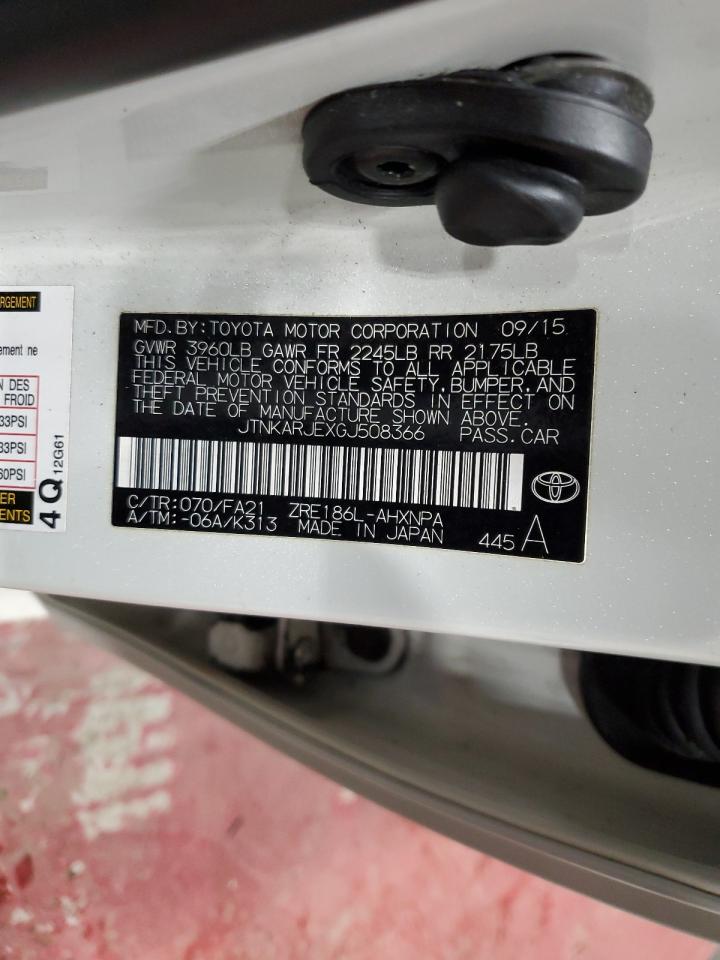 MFD.BY:TOYOTA MOTOR CORPORATION 09/15
GVWR 3960LB GAWR FR 2245LB RR 2175LB
THIS VEHICLE CONFORMS TO ALL APPLICABLE
FEDERAL MOTOR VEHICLE SAFETY, BUMPER, AND
THEFT PREVENTION STANDARDS IN EFFECT ON
THE DATE OF MANUFACTURE SHOWN ABOVE.
JTNKARJEXGJ508366 PASS.CAR
C/TR:070/FA21 ZRE186L-AHXNPA
A/TM:-06A/K313 MADE IN JAPAN
445 A
TOYOTA
RGEMENT
ement ne
N DES
FROID
33PSI
33PSI
60PSI
ER
ENTS
4Q 12G61